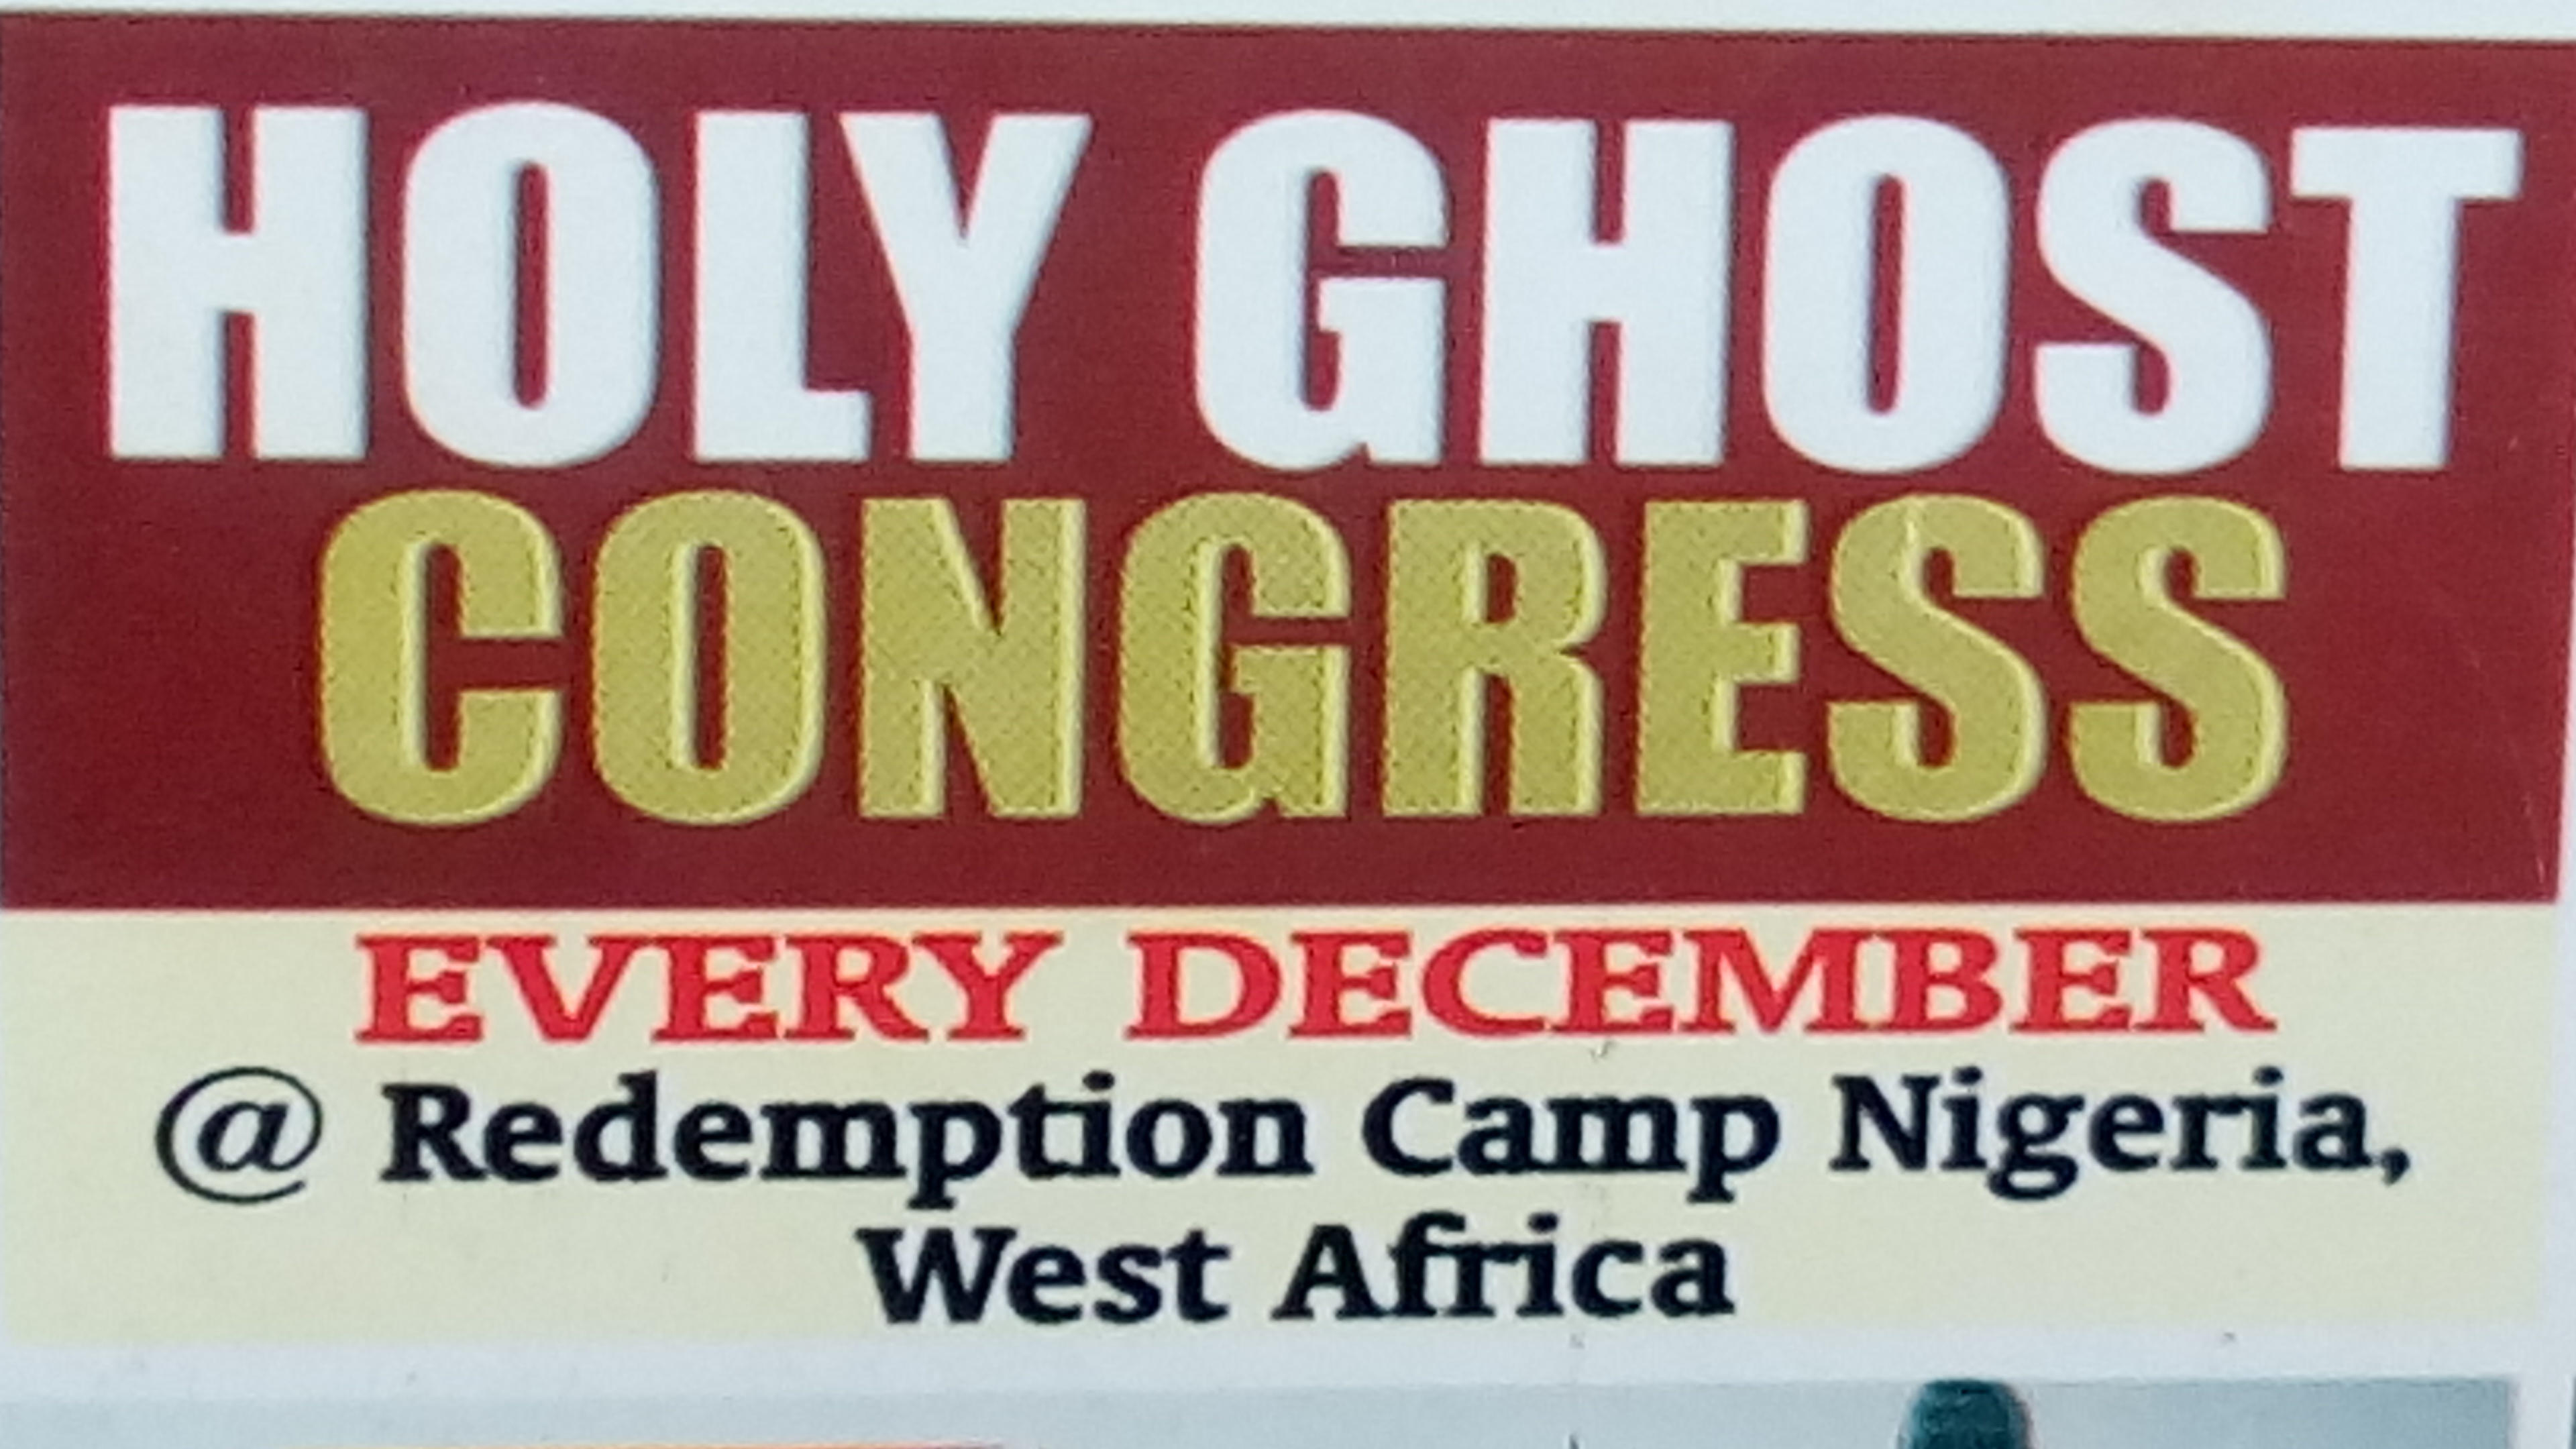 HOLY GHOST
CONGRESS
EVERY DECEMBER
@ Redemption Camp Nigeria,
West Africa